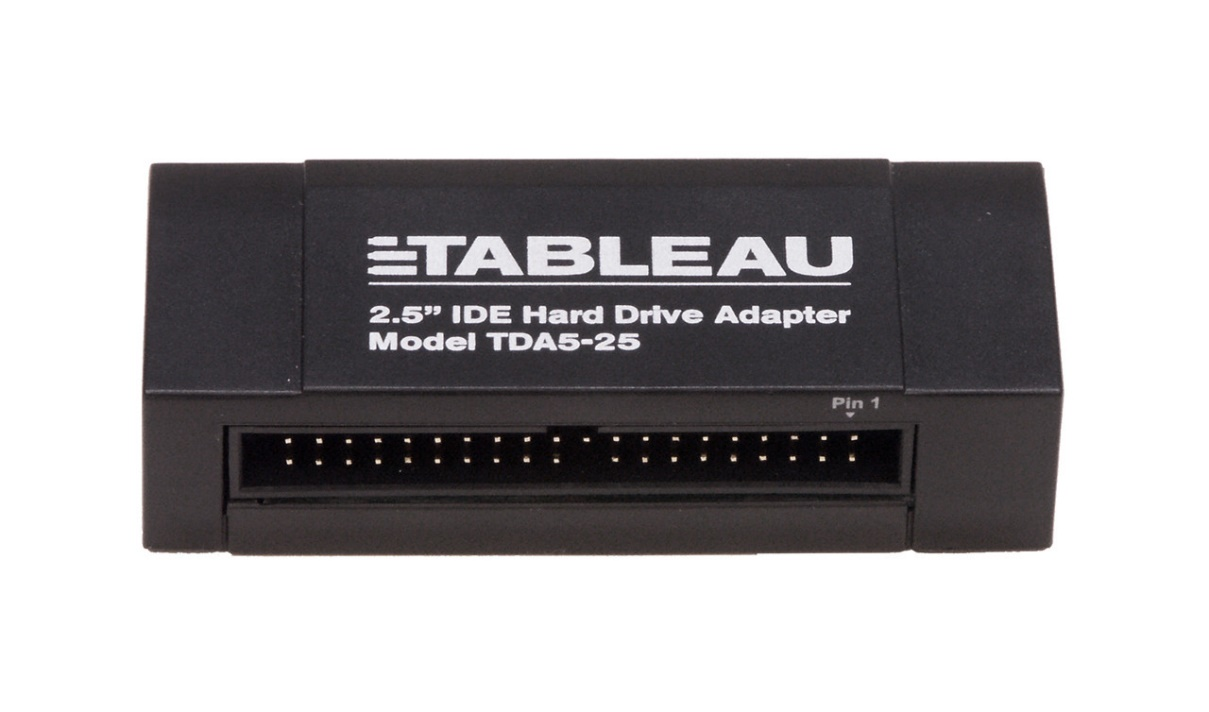 TABLEAU
2.5” IDE Hard Drive Adapter
Model TDA5-25
Pin 1